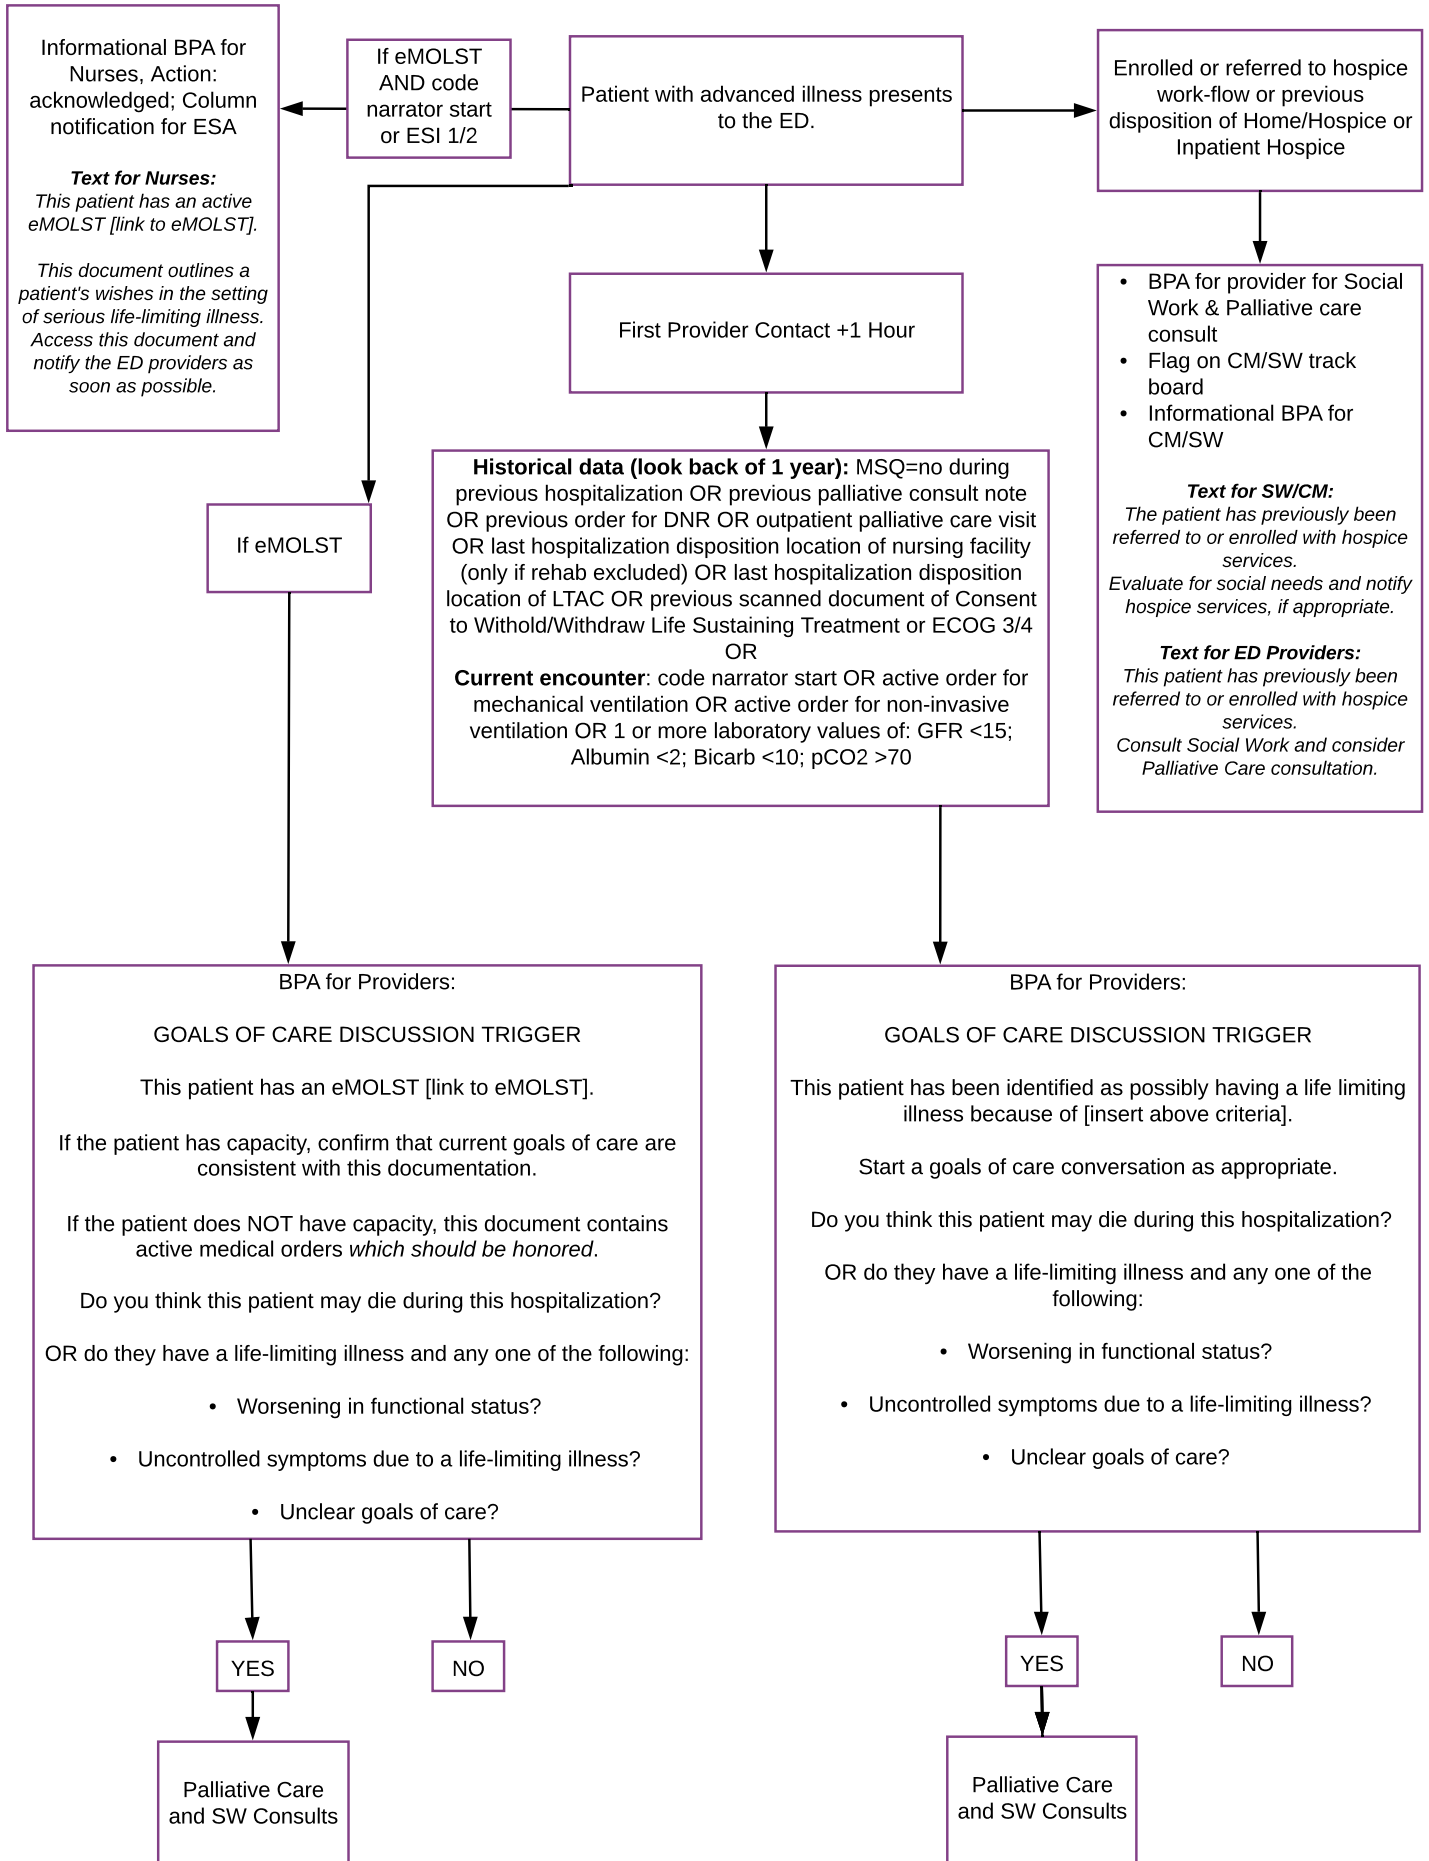 Informational BPA for
Nurses, Action:
acknowledged; Column
notification for ESA
Text for Nurses:
This patient has an active
eMOLST [link to eMOLST].
This document outlines a
patient's wishes in the setting
of serious life-limiting illness.
Access this document and
notify the ED providers as
soon as possible.
If eMOLST
AND code
narrator start
or ESI 1/2
Patient with advanced illness presents
to the ED.
Enrolled or referred to hospice
work-flow or previous
disposition of Home/Hospice or
Inpatient Hospice
First Provider Contact +1 Hour
• BPA for provider for Social
Work & Palliative care
consult
• Flag on CM/SW track
board
• Informational BPA for
CM/SW
Text for SW/CM:
The patient has previously been
referred to or enrolled with hospice
services.
Evaluate for social needs and notify
hospice services, if appropriate.
Text for ED Providers:
This patient has previously been
referred to or enrolled with hospice
services.
Consult Social Work and consider
Palliative Care consultation.
Historical data (look back of 1 year): MSQ=no during
previous hospitalization OR previous palliative consult note
OR previous order for DNR OR outpatient palliative care visit
OR last hospitalization disposition location of nursing facility
(only if rehab excluded) OR last hospitalization disposition
location of LTAC OR previous scanned document of Consent
to Withold/Withdraw Life Sustaining Treatment or ECOG 3/4
OR
Current encounter: code narrator start OR active order for
mechanical ventilation OR active order for non-invasive
ventilation OR 1 or more laboratory values of: GFR <15;
Albumin <2; Bicarb <10; pCO2 >70
If eMOLST
BPA for Providers:
GOALS OF CARE DISCUSSION TRIGGER
This patient has an eMOLST [link to eMOLST].
If the patient has capacity, confirm that current goals of care are
consistent with this documentation.
If the patient does NOT have capacity, this document contains
active medical orders which should be honored.
Do you think this patient may die during this hospitalization?
OR do they have a life-limiting illness and any one of the following:
• Worsening in functional status?
• Uncontrolled symptoms due to a life-limiting illness?
• Unclear goals of care?
YES
NO
Palliative Care
and SW Consults
BPA for Providers:
GOALS OF CARE DISCUSSION TRIGGER
This patient has been identified as possibly having a life limiting
illness because of [insert above criteria].
Start a goals of care conversation as appropriate.
Do you think this patient may die during this hospitalization?
OR do they have a life-limiting illness and any one of the
following:
• Worsening in functional status?
• Uncontrolled symptoms due to a life-limiting illness?
• Unclear goals of care?
YES
NO
Palliative Care
and SW Consults